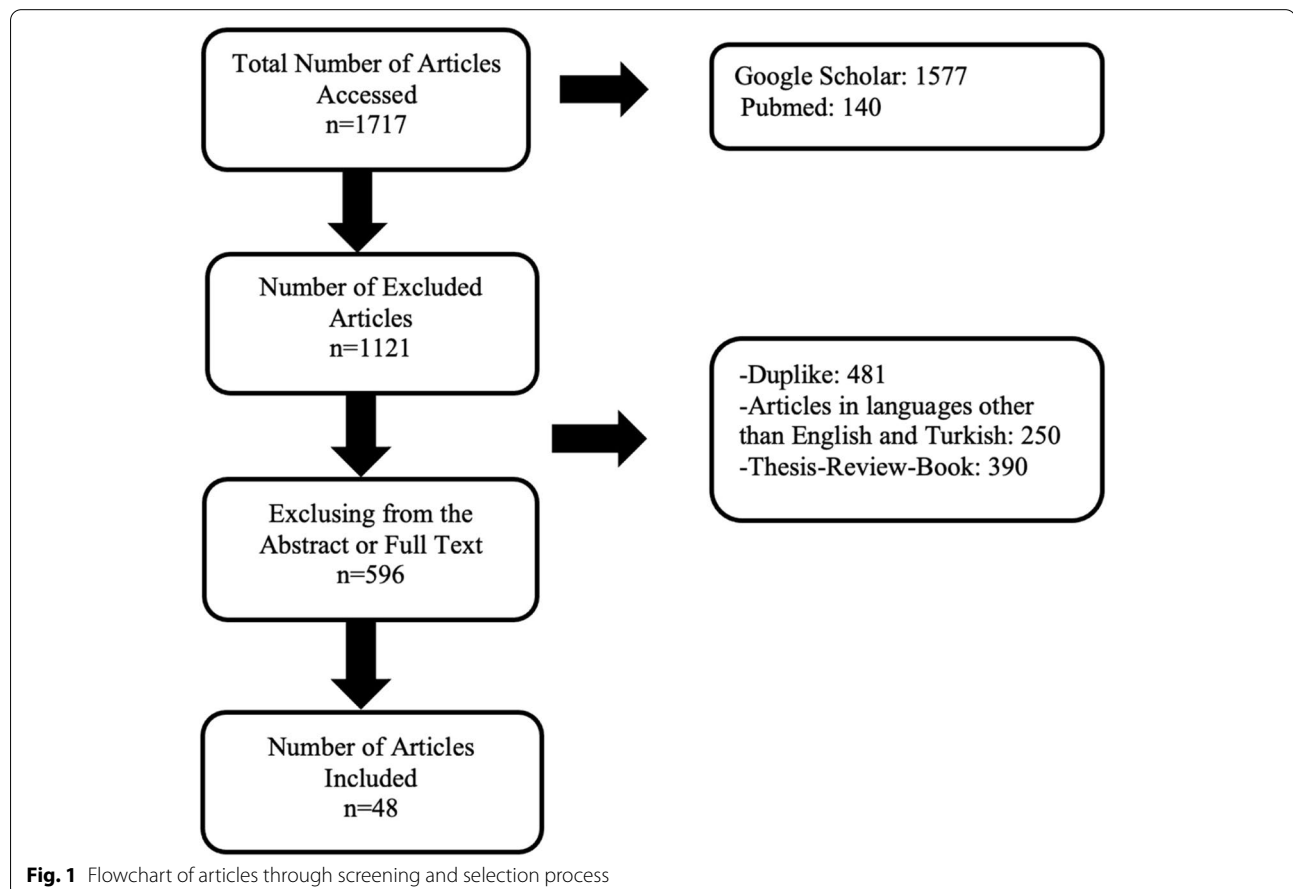 Total Number of Articles
Accessed
n=1717
Google Scholar: 1577
Pubmed: 140
Number of Excluded
Articles
n=1121
-Duplike: 481
-Articles in languages other
than English and Turkish: 250
-Thesis-Review-Book: 390
Exclusing from the
Abstract or Full Text
n=596
Number of Articles
Included
n=48
Fig. 1 Flowchart of articles through screening and selection process